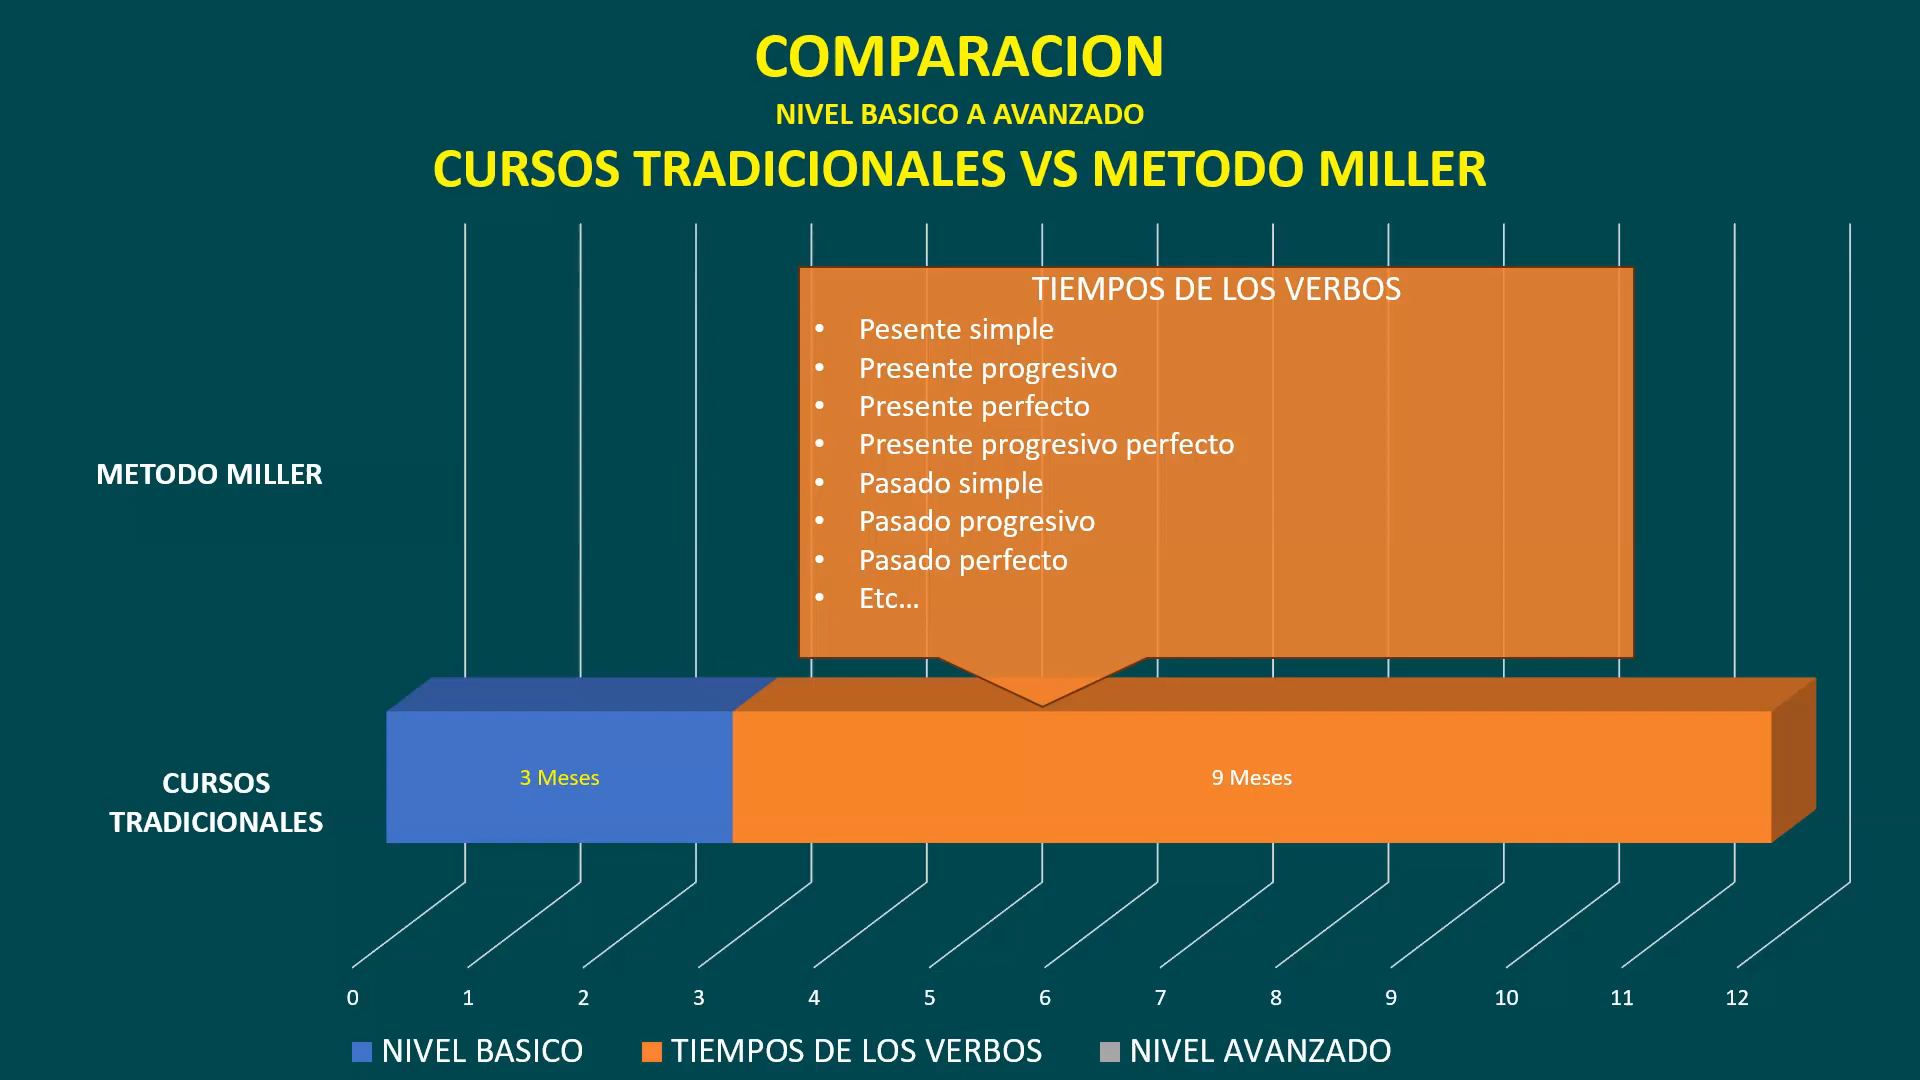 COMPARACION
NIVEL BASICO A AVANZADO
CURSOS TRADICIONALES VS METODO MILLER
TIEMPOS DE LOS VERBOS
• Pesente simple
• Presente progresivo
• Presente perfecto
• Presente progresivo perfecto
• Pasado simple
• Pasado progresivo
• Pasado perfecto
• Etc...
METODO MILLER
CURSOS
TRADICIONALES
3 Meses
9 Meses
0 1 2 3 4 5 6 7 8 9 10 11 12
NIVEL BASICO TIEMPOS DE LOS VERBOS NIVEL AVANZADO